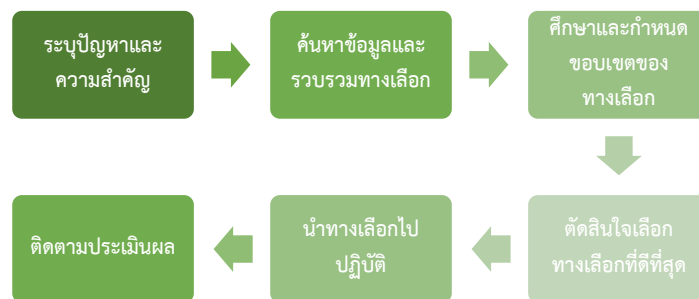 ระบุปัญหาและ
ความสำคัญ
ค้นหาข้อมูลและ
รวบรวมทางเลือก
ศึกษาและกำหนด
ขอบเขตของ
ทางเลือก
ตัดสินใจเลือก
ทางเลือกที่ดีที่สุด
นำทางเลือกไป
ปฏิบัติ
ติดตามประเมินผล